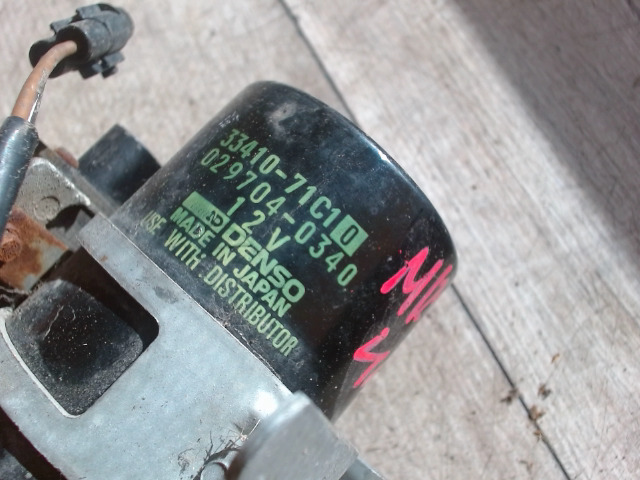 33410-71C10
029704-0340
12V
DENSO
MADE IN JAPAN
USE WITH DISTRIBUTOR